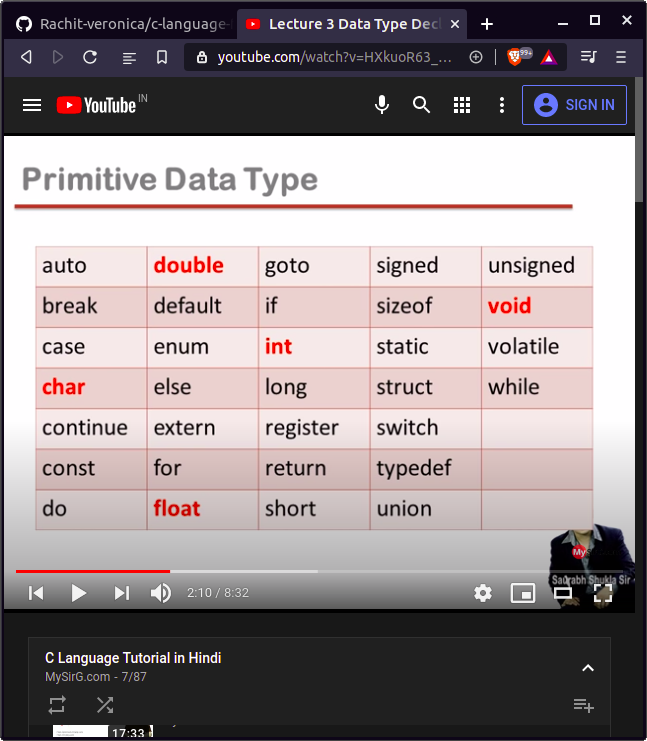 Rachit-veronica/c-language-
Lecture 3 Data Type Decl
youtube.com/watch?v=HXkuoR63_...
99+
YouTube IN
SIGN IN
Primitive Data Type
auto double goto signed unsigned
break default if sizeof void
case enum int static volatile
char else long struct while
continue extern register switch
const for return typedef
do float short union
Saurabh Shukla Sir
2:10 / 8:32
C Language Tutorial in Hindi
MySirG.com - 7/87
17:33